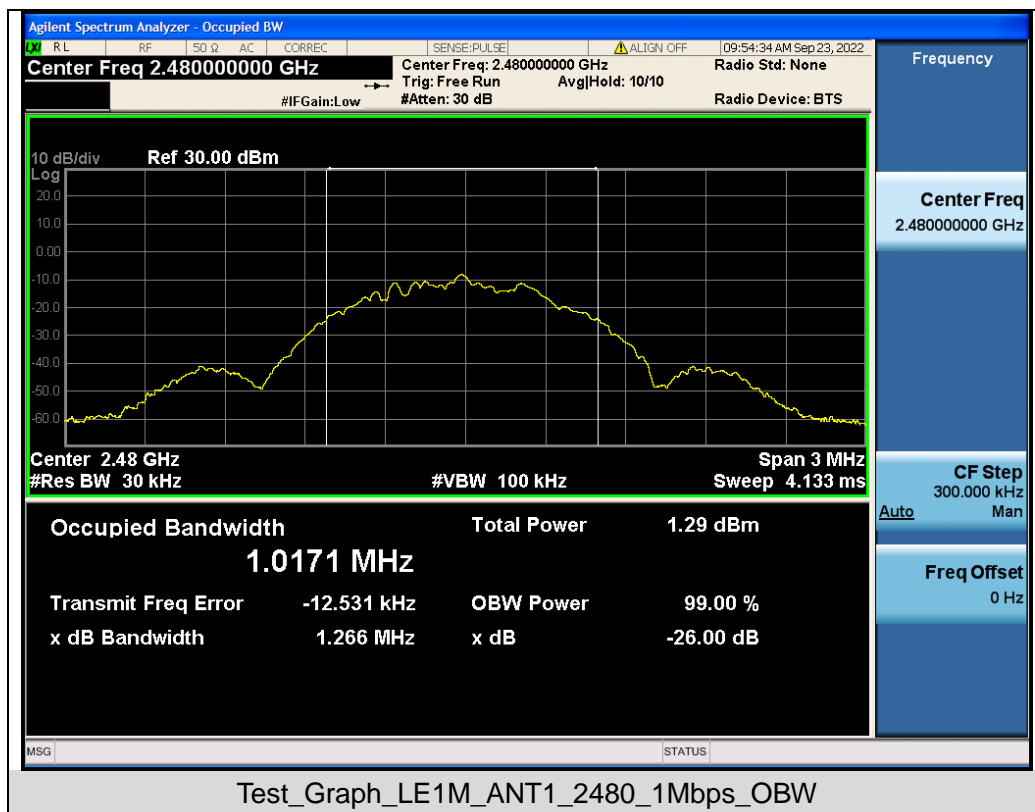 Agilent Spectrum Analyzer - Occupied BW
LXI RL RF 50 Ω AC CORREC SENSE:PULSE ALIGN OFF 09:54:34 AM Sep 23, 2022
Center Freq 2.480000000 GHz
Center Freq: 2.480000000 GHz
Radio Std: None
Trig: Free Run Avg|Hold: 10/10
#IFGain:Low #Atten: 30 dB Radio Device: BTS
Frequency
10 dB/div Ref 30.00 dBm
Log
20.0
10.0
0.00
-10.0
-20.0
-30.0
-40.0
-50.0
-60.0
Center 2.48 GHz Span 3 MHz
#Res BW 30 kHz #VBW 100 kHz Sweep 4.133 ms
Center Freq
2.480000000 GHz
CF Step
300.000 kHz
Auto Man
Freq Offset
0 Hz
Occupied Bandwidth Total Power 1.29 dBm
1.0171 MHz
Transmit Freq Error -12.531 kHz OBW Power 99.00 %
x dB Bandwidth 1.266 MHz x dB -26.00 dB
MSG STATUS
Test_Graph_LE1M_ANT1_2480_1Mbps_OBW